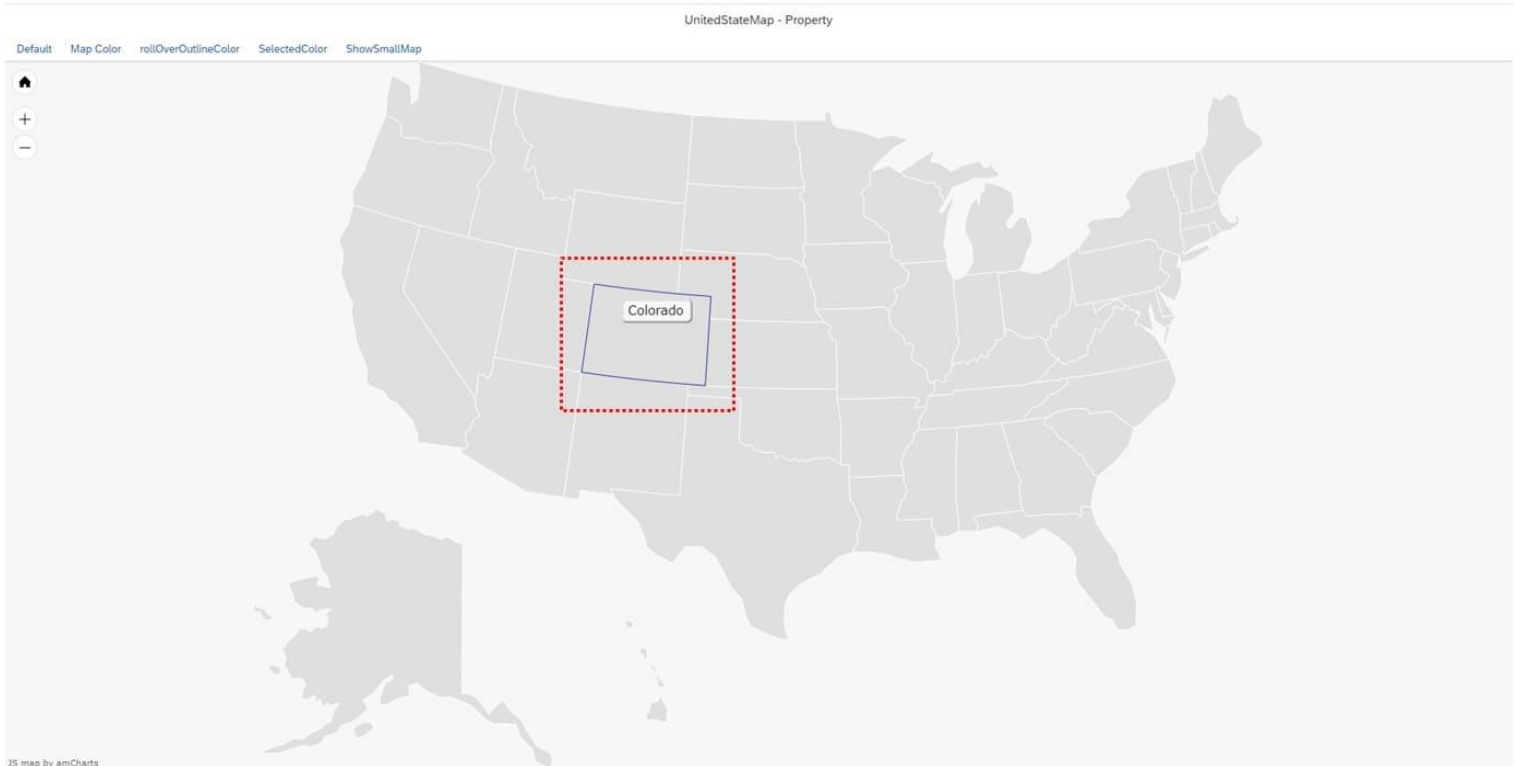 UnitedStateMap - Property
Default Map Color rollOverOutlineColor SelectedColor ShowSmallMap
Colorado
JS map by amCharts